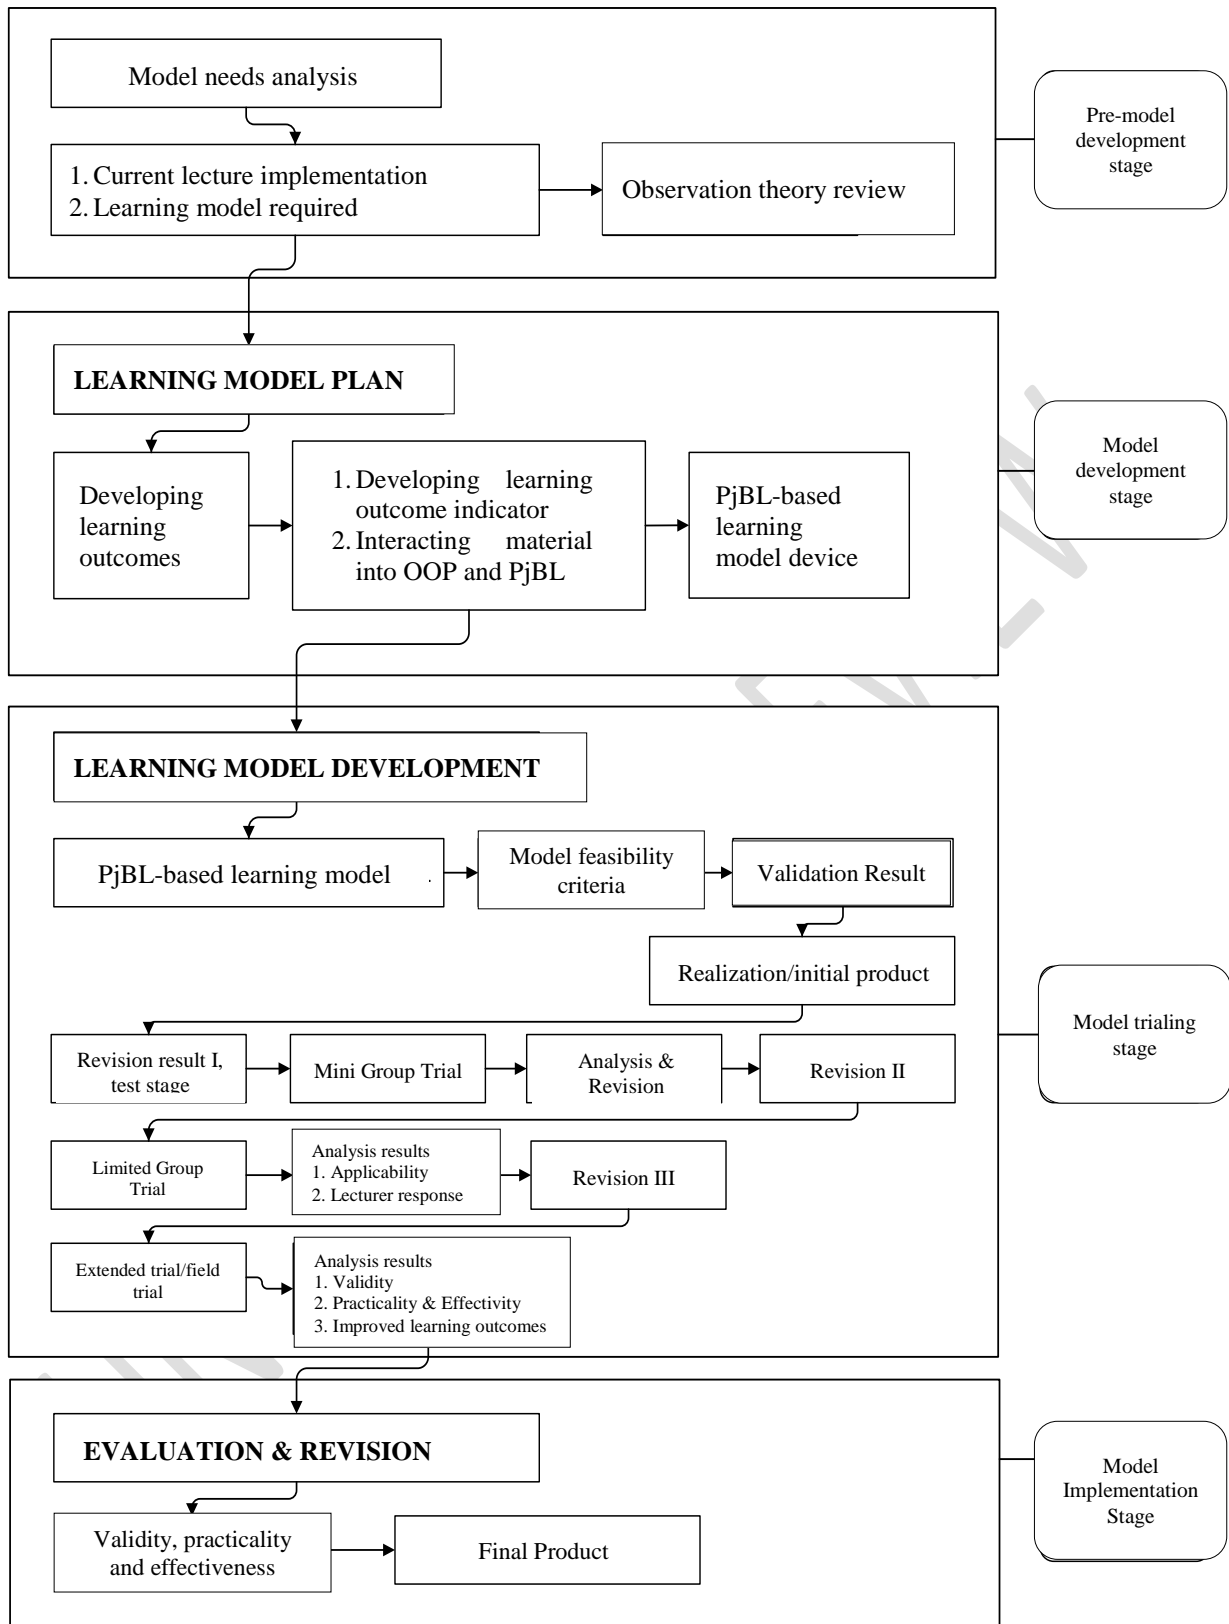 Model needs analysis
1. Current lecture implementation
2. Learning model required
Observation theory review
Pre-model
development
stage
LEARNING MODEL PLAN
Developing
learning
outcomes
1. Developing learning
outcome indicator
2. Interacting material
into OOP and PjBL
PjBL-based
learning
model device
Model
development
stage
LEARNING MODEL DEVELOPMENT
PjBL-based learning model .
Model feasibility
criteria
Validation Result
Realization/initial product
Revision result I,
test stage
Mini Group Trial
Analysis &
Revision
Revision II
Limited Group
Trial
Analysis results
1. Applicability
2. Lecturer response
Revision III
Extended trial/field
trial
Analysis results
1. Validity
2. Practicality & Effectivity
3. Improved learning outcomes
Model trialing
stage
EVALUATION & REVISION
Validity, practicality
and effectiveness
Final Product
Model
Implementation
Stage